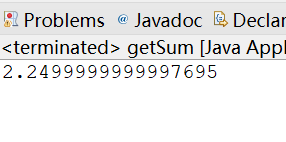 Problems @ Javadoc Declar
<terminated> getSum [Java Appl
2.2499999999997695